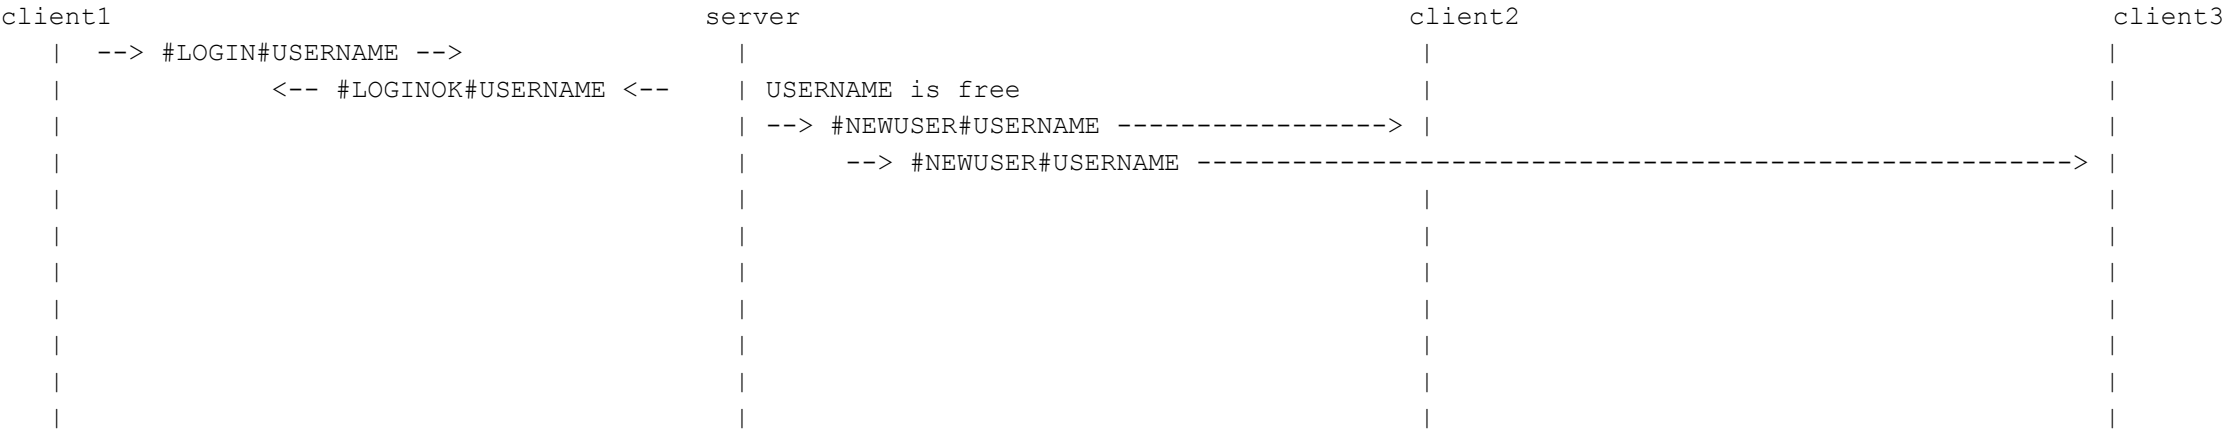 client1 server client2 client3
| --> #LOGIN#USERNAME --> | | |
| <-- #LOGINOK#USERNAME <-- | USERNAME is free | |
| | --> #NEWUSER#USERNAME -----------------> | |
| | --> #NEWUSER#USERNAME -------------------------------------------------------> |
| | | |
| | | |
| | | |
| | | |
| | | |
| | | |
| | | |